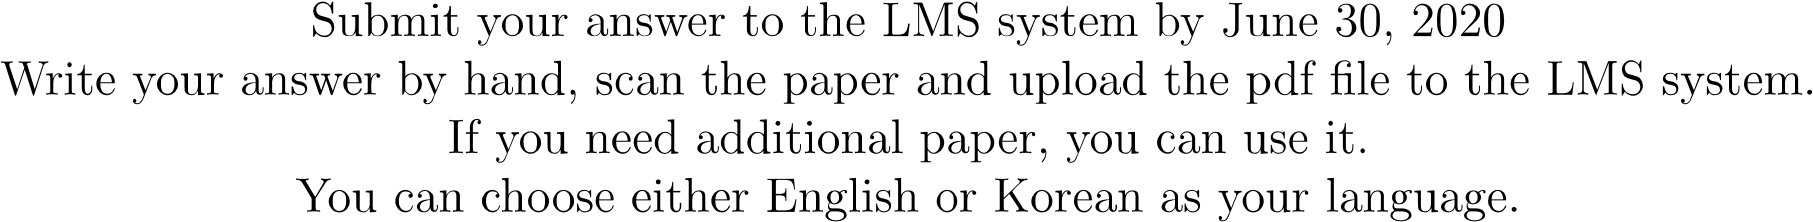 Submit your answer to the LMS system by June 30, 2020
Write your answer by hand, scan the paper and upload the pdf file to the LMS system.
If you need additional paper, you can use it.
You can choose either English or Korean as your language.